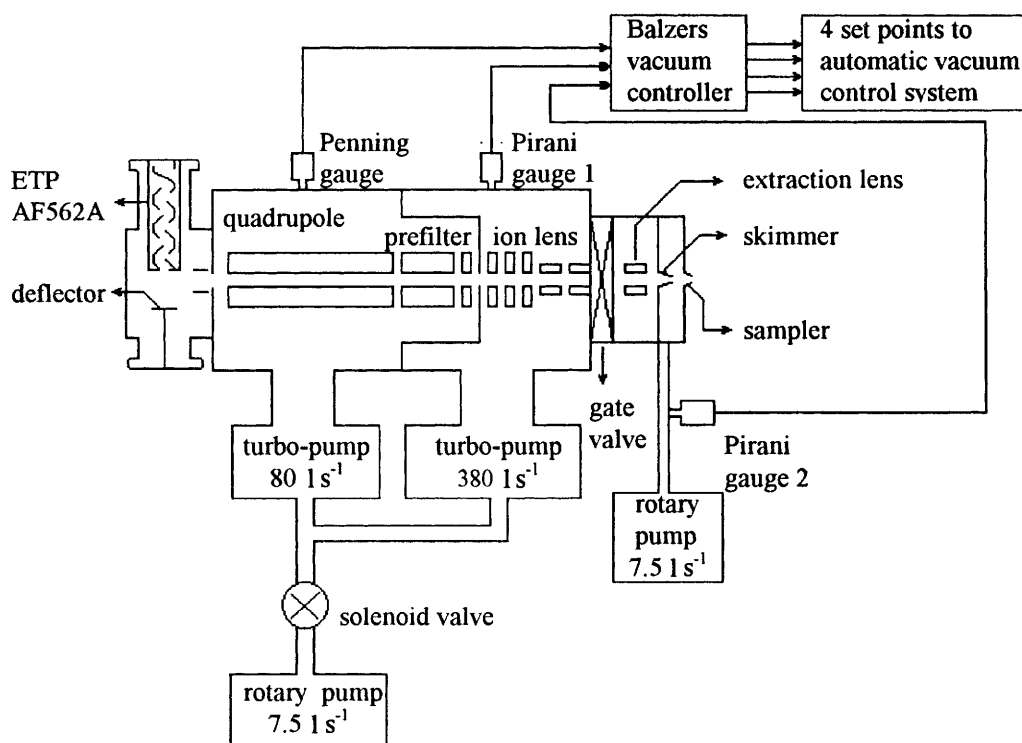 Balzers
vacuum
controller
4 set points to
automatic vacuum
control system
Penning
gauge
Pirani
gauge 1
ETP
AF562A
quadrupole
prefilter
ion lens
extraction lens
skimmer
deflector
sampler
gate
valve
turbo-pump
80 l s⁻¹
turbo-pump
380 l s⁻¹
Pirani
gauge 2
rotary
pump
7.5 l s⁻¹
solenoid valve
rotary pump
7.5 l s⁻¹